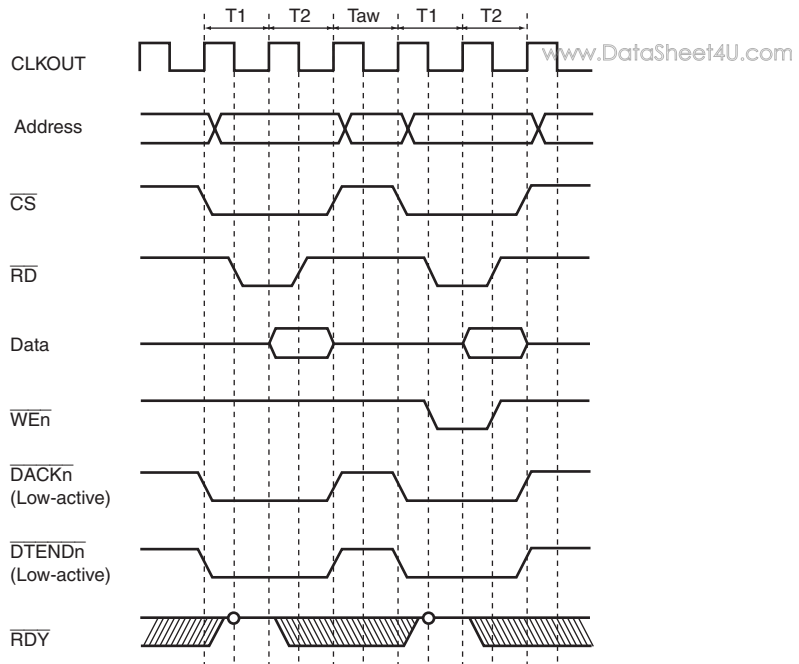 T1 T2 Taw T1 T2
www.DataSheet4U.com
CLKOUT
Address
CS
RD
Data
WEn
DACKn
(Low-active)
DTENDn
(Low-active)
RDY